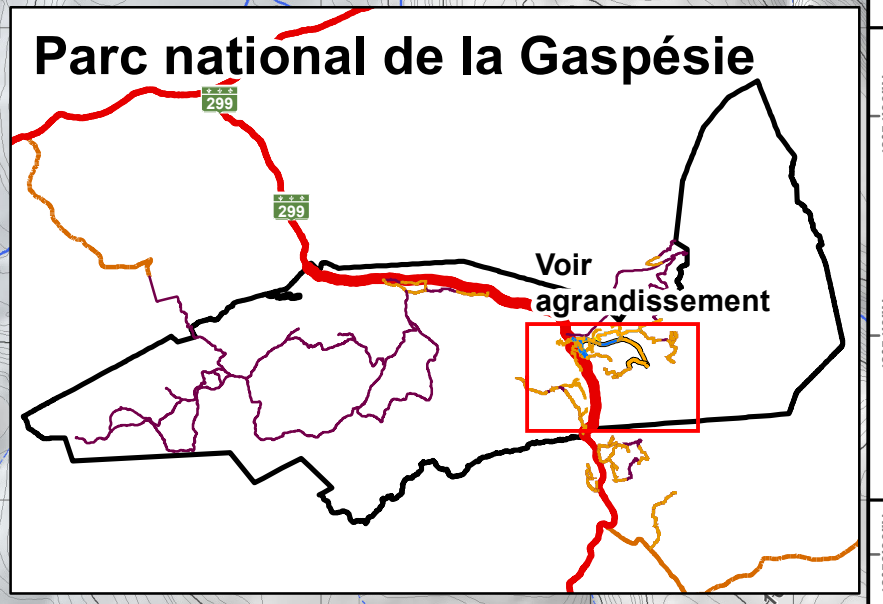 Parc national de la Gaspésie
299
299
Voir
agrandissement